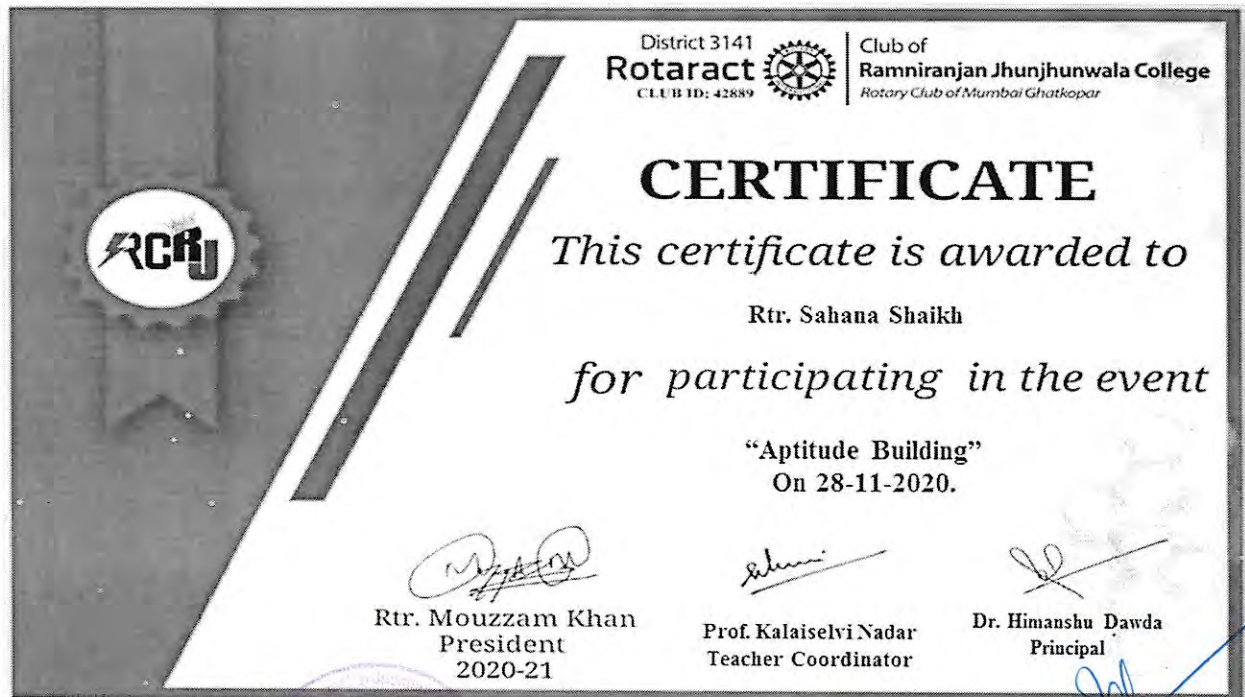 District 3141
Rotaract
CLUB ID: 42889
Club of
Ramniranjan Jhunjhunwala College
Rotary Club of Mumbai Ghatkopar
RCRJ
CERTIFICATE
This certificate is awarded to
Rtr. Sahana Shaikh
for participating in the event
“Aptitude Building”
On 28-11-2020.
Rtr. Mouzzam Khan
President
2020-21
Prof. Kalaiselvi Nadar
Teacher Coordinator
Dr. Himanshu Dawda
Principal